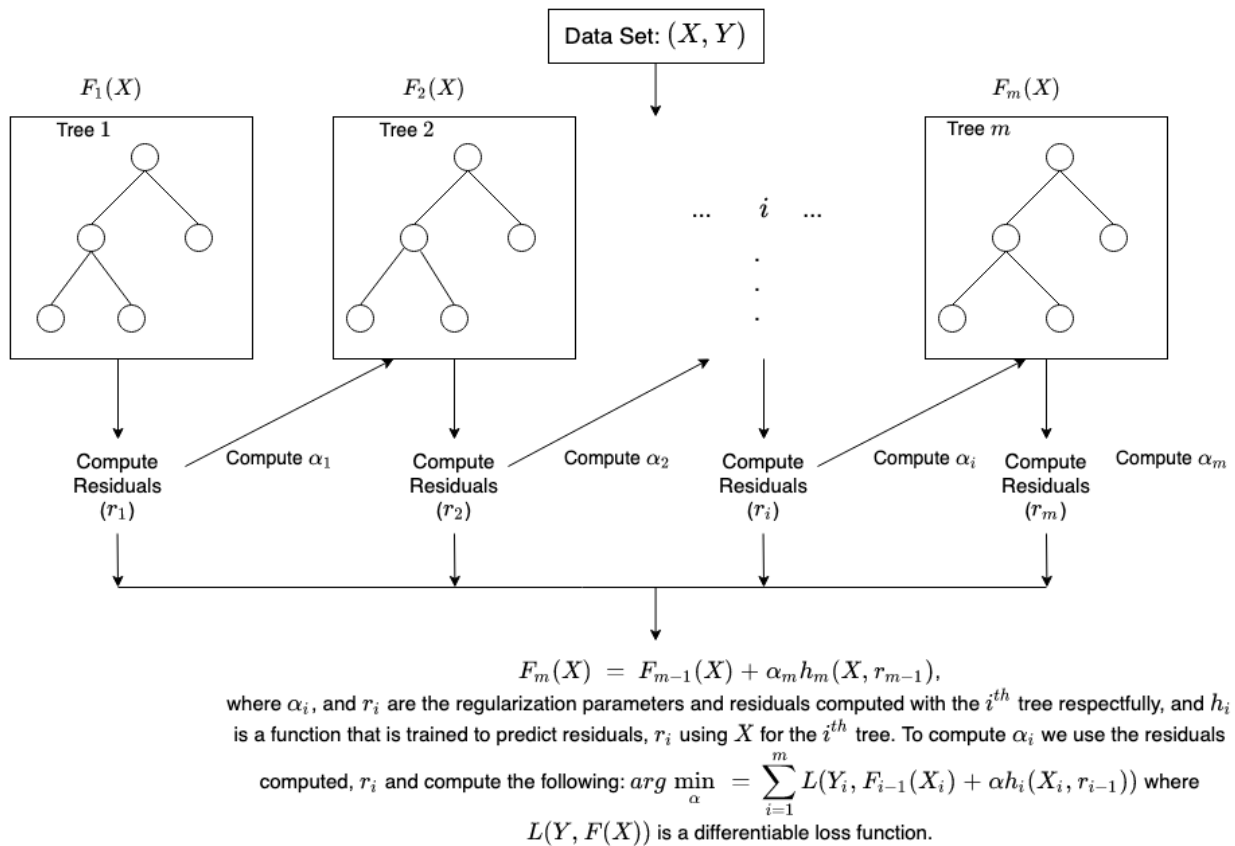 Data Set: (X, Y)
F₁(X) F₂(X) Fₘ(X)
Tree 1 Tree 2 Tree m
... i ...
.
.
.
Compute α₁ Compute α₂ Compute αᵢ Compute αₘ
Compute Residuals (r₁)
Compute Residuals (r₂)
Compute Residuals (rᵢ)
Compute Residuals (rₘ)
Fₘ(X) = Fₘ₋₁(X) + αₘhₘ(X, rₘ₋₁),
where αᵢ, and rᵢ are the regularization parameters and residuals computed with the iᵗʰ tree respectfully, and hᵢ
is a function that is trained to predict residuals, rᵢ using X for the iᵗʰ tree. To compute αᵢ we use the residuals
computed, rᵢ and compute the following: arg min_α = ∑_{i=1}^{m} L(Yᵢ, Fᵢ₋₁(Xᵢ) + αhᵢ(Xᵢ, rᵢ₋₁)) where
L(Y, F(X)) is a differentiable loss function.